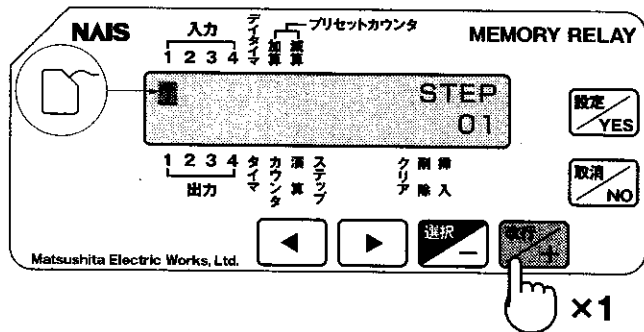 NAIS
MEMORY RELAY
入力
1 2 3 4
デイタイマ
加算
減算
プリセットカウンタ
STEP
01
1 2 3 4
出力
タイマ
カウンタ
演算
ステップ
クリア
削除
挿入
設定
YES
取消
NO
Matsushita Electric Works, Ltd.
◀ ▶
選択
−
+
×1